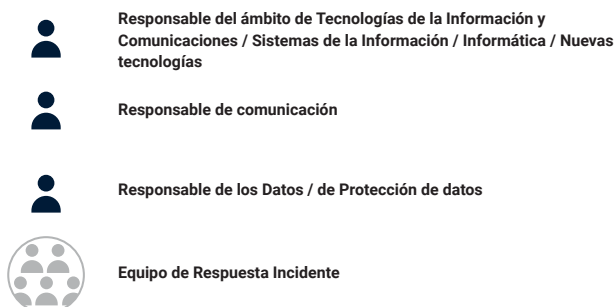 Responsable del ámbito de Tecnologías de la Información y
Comunicaciones / Sistemas de la Información / Informática / Nuevas
tecnologías
Responsable de comunicación
Responsable de los Datos / de Protección de datos
Equipo de Respuesta Incidente